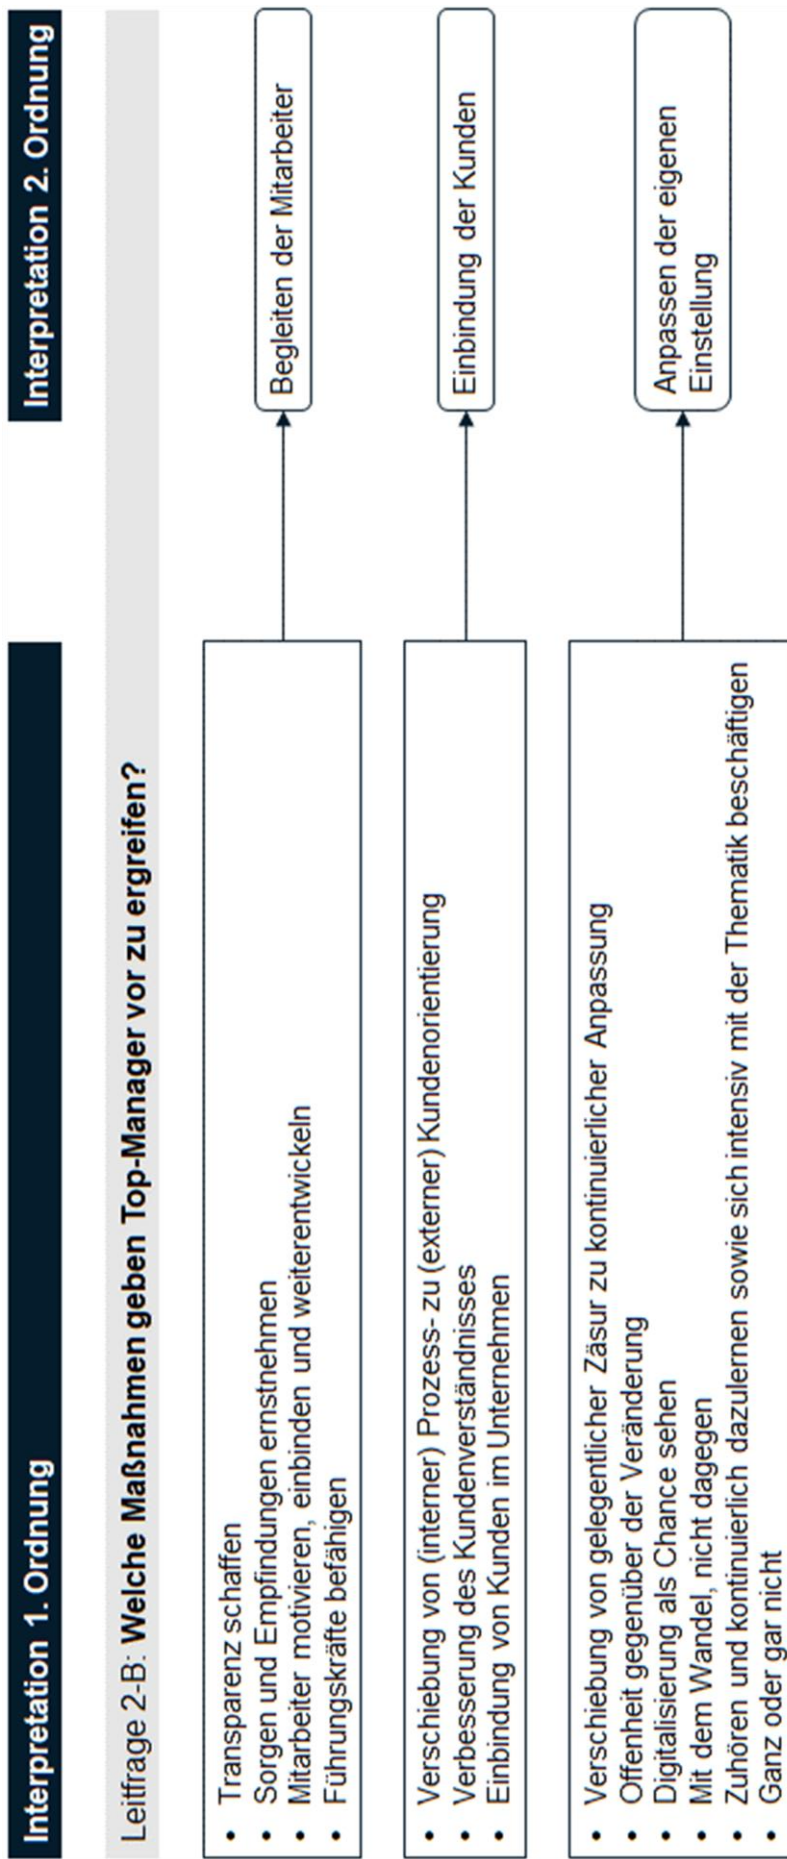 Interpretation 1. Ordnung
Interpretation 2. Ordnung
Leitfrage 2-B: Welche Maßnahmen geben Top-Manager vor zu ergreifen?
• Transparenz schaffen
• Sorgen und Empfindungen ernstnehmen
• Mitarbeiter motivieren, einbinden und weiterentwickeln
• Führungskräfte befähigen
Begleiten der Mitarbeiter
• Verschiebung von (interner) Prozess- zu (externer) Kundenorientierung
• Verbesserung des Kundenverständnisses
• Einbindung von Kunden im Unternehmen
Einbindung der Kunden
• Verschiebung von gelegentlicher Zäsur zu kontinuierlicher Anpassung
• Offenheit gegenüber der Veränderung
• Digitalisierung als Chance sehen
• Mit dem Wandel, nicht dagegen
• Zuhören und kontinuierlich dazulernen sowie sich intensiv mit der Thematik beschäftigen
• Ganz oder gar nicht
Anpassen der eigenen
Einstellung